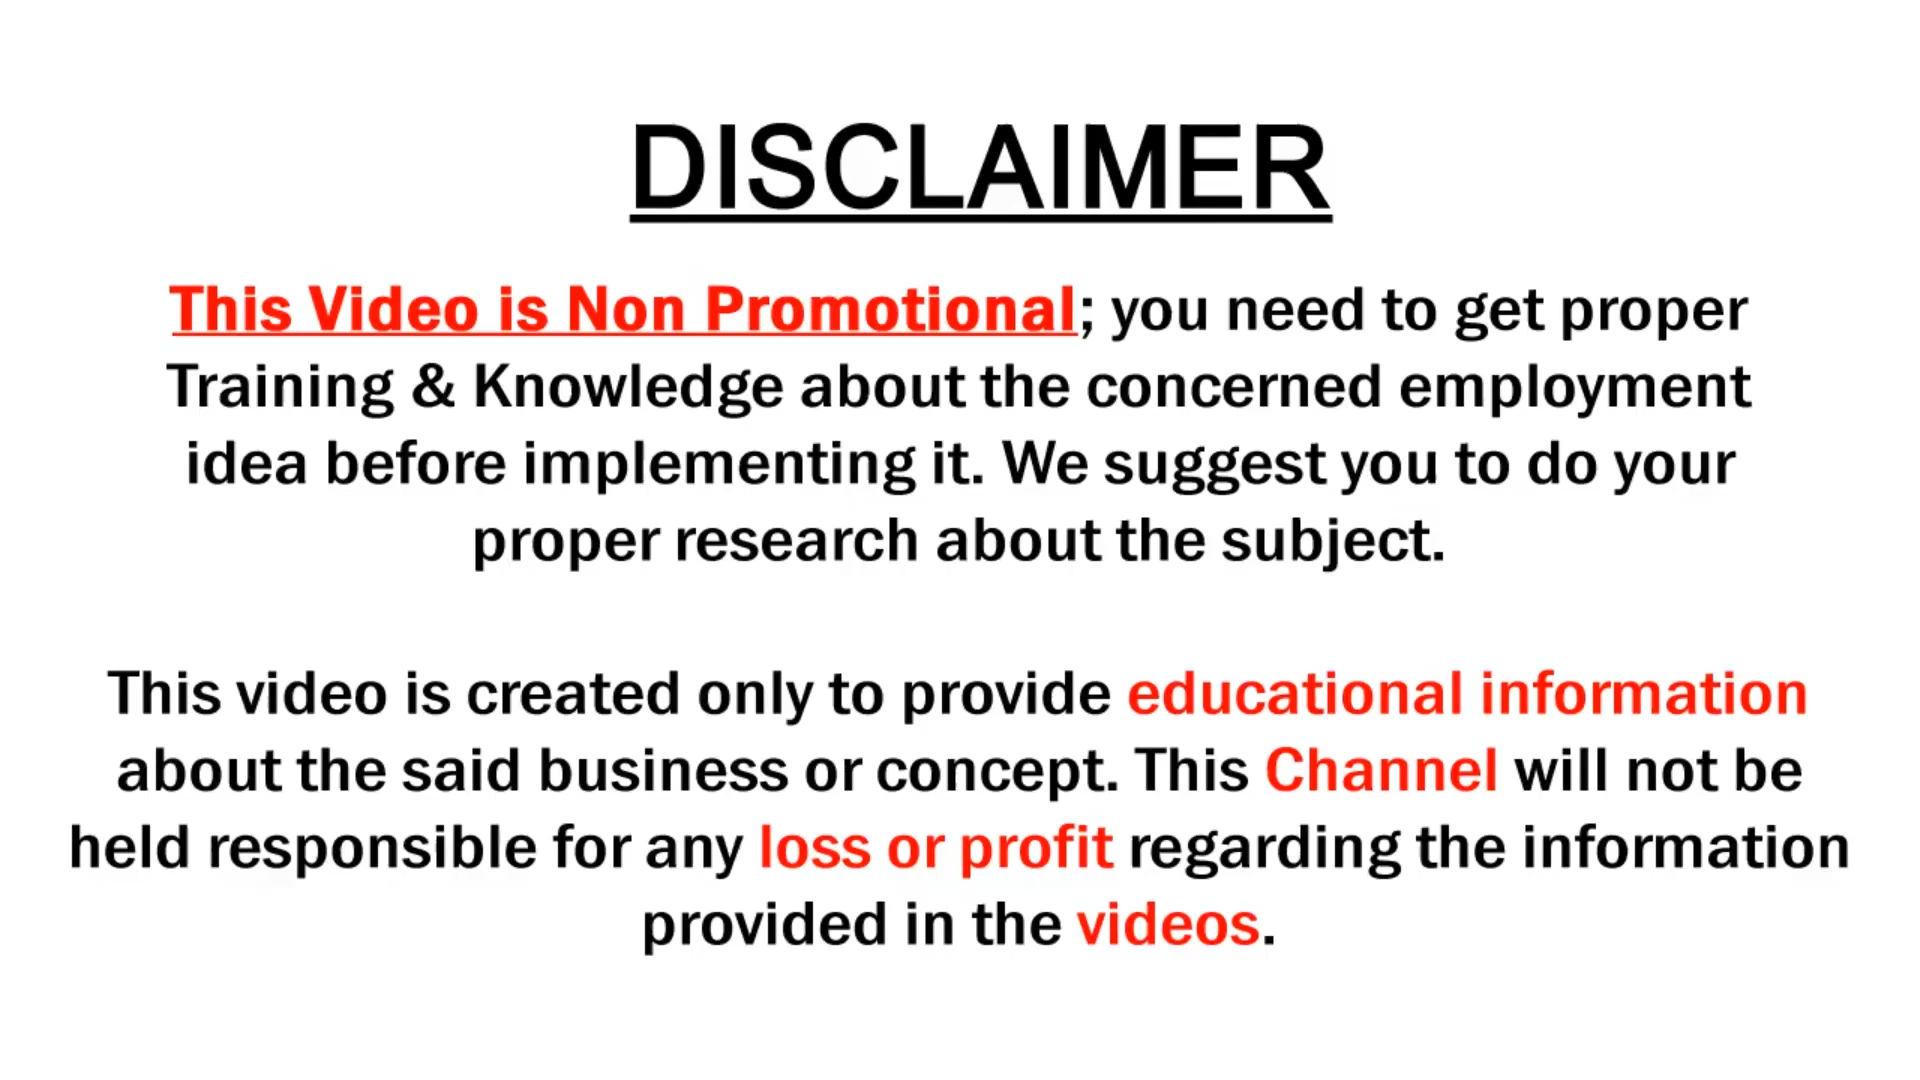 DISCLAIMER
This Video is Non Promotional; you need to get proper
Training & Knowledge about the concerned employment
idea before implementing it. We suggest you to do your
proper research about the subject.
This video is created only to provide educational information
about the said business or concept. This Channel will not be
held responsible for any loss or profit regarding the information
provided in the videos.